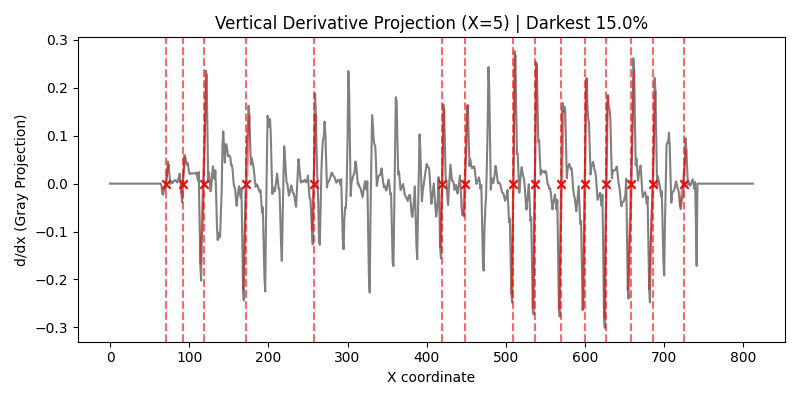 Vertical Derivative Projection (X=5) | Darkest 15.0%
d/dx (Gray Projection)
0.3
0.2
0.1
0.0
−0.1
−0.2
−0.3
0 100 200 300 400 500 600 700 800
X coordinate